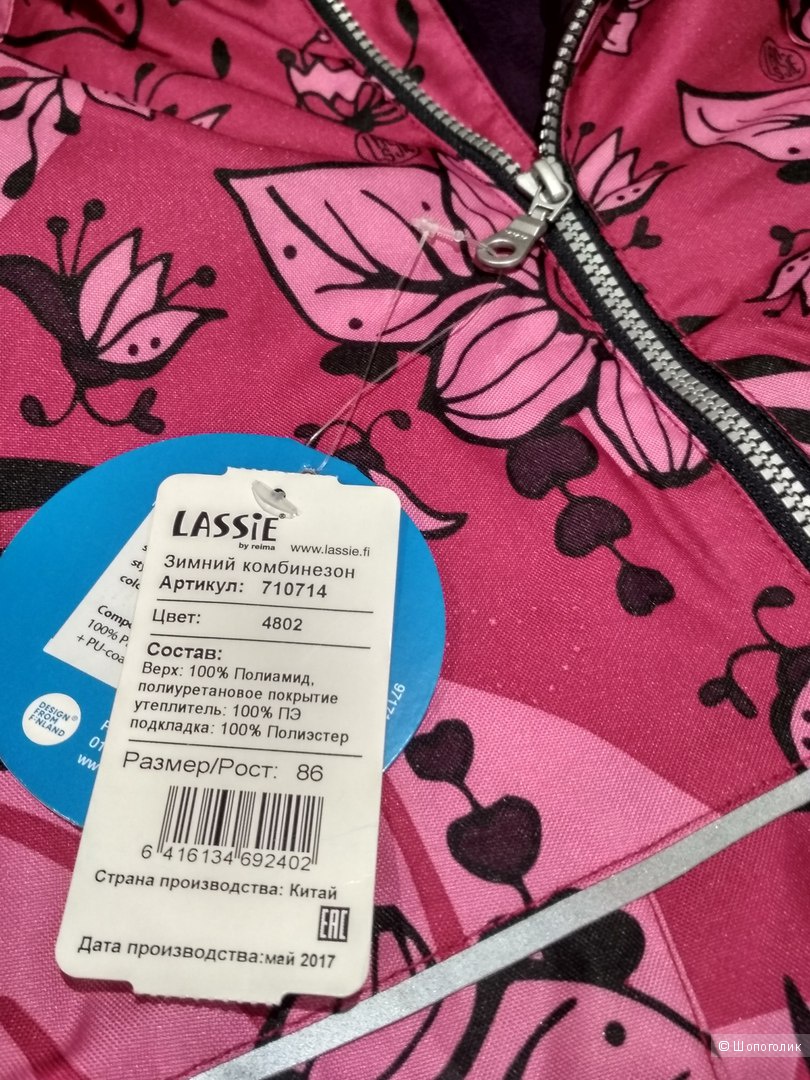 LASSiE®
by reima
www.lassie.fi
Зимний комбинезон
Артикул: 710714
Цвет: 4802
Состав:
Верх: 100% Полиамид,
полиуретановое покрытие
утеплитель: 100% ПЭ
подкладка: 100% Полиэстер
Размер/Рост: 86
6 416134 692402
Страна производства: Китай
EAC
Дата производства:май 2017
100% P
+ PU-coa
DESIGN®
FROM
FINLAND
www
© Шопоголик